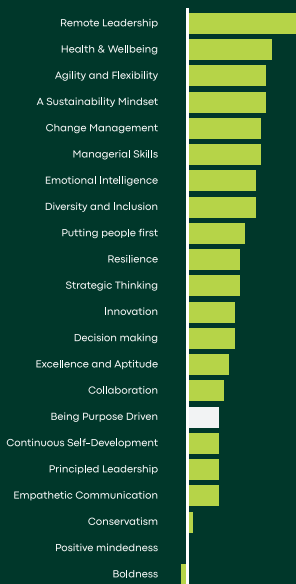 Remote Leadership
Health & Wellbeing
Agility and Flexibility
A Sustainability Mindset
Change Management
Managerial Skills
Emotional Intelligence
Diversity and Inclusion
Putting people first
Resilience
Strategic Thinking
Innovation
Decision making
Excellence and Aptitude
Collaboration
Being Purpose Driven
Continuous Self-Development
Principled Leadership
Empathetic Communication
Conservatism
Positive mindedness
Boldness